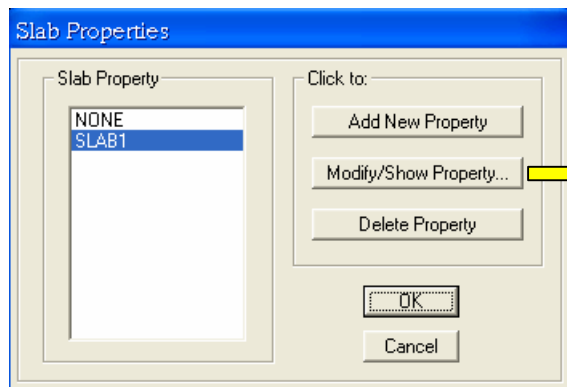 Slab Properties
Slab Property
NONE
SLAB1
Click to:
Add New Property
Modify/Show Property...
Delete Property
OK
Cancel